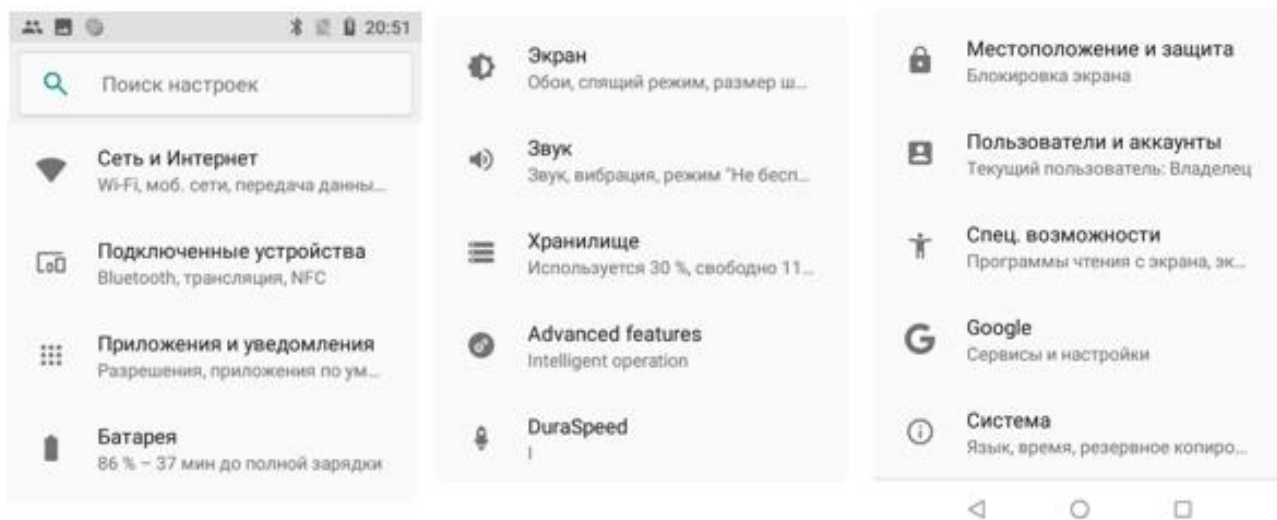 20:51
Поиск настроек
Сеть и Интернет
Wi-Fi, моб. сети, передача данны...
Подключенные устройства
Bluetooth, трансляция, NFC
Приложения и уведомления
Разрешения, приложения по ум...
Батарея
86 % – 37 мин до полной зарядки
Экран
Обои, спящий режим, размер ш...
Звук
Звук, вибрация, режим "Не бесп...
Хранилище
Используется 30 %, свободно 11...
Advanced features
Intelligent operation
DuraSpeed
I
Местоположение и защита
Блокировка экрана
Пользователи и аккаунты
Текущий пользователь: Владелец
Спец. возможности
Программы чтения с экрана, эк...
Google
Сервисы и настройки
Система
Язык, время, резервное копиро...